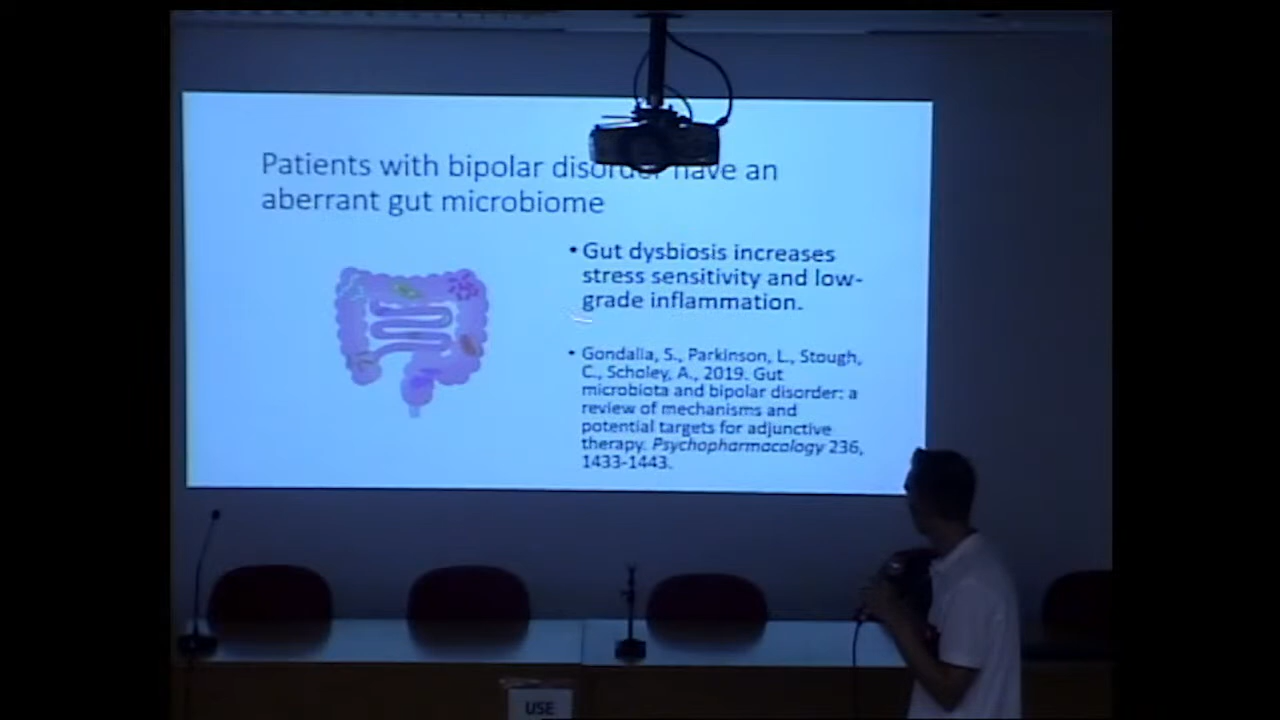 Patients with bipolar disorder have an
aberrant gut microbiome
• Gut dysbiosis increases
stress sensitivity and low-
grade inflammation.
• Gondalia, S., Parkinson, L., Stough,
C., Scholey, A., 2019. Gut
microbiota and bipolar disorder: a
review of mechanisms and
potential targets for adjunctive
therapy. Psychopharmacology 236,
1433-1443.
USE